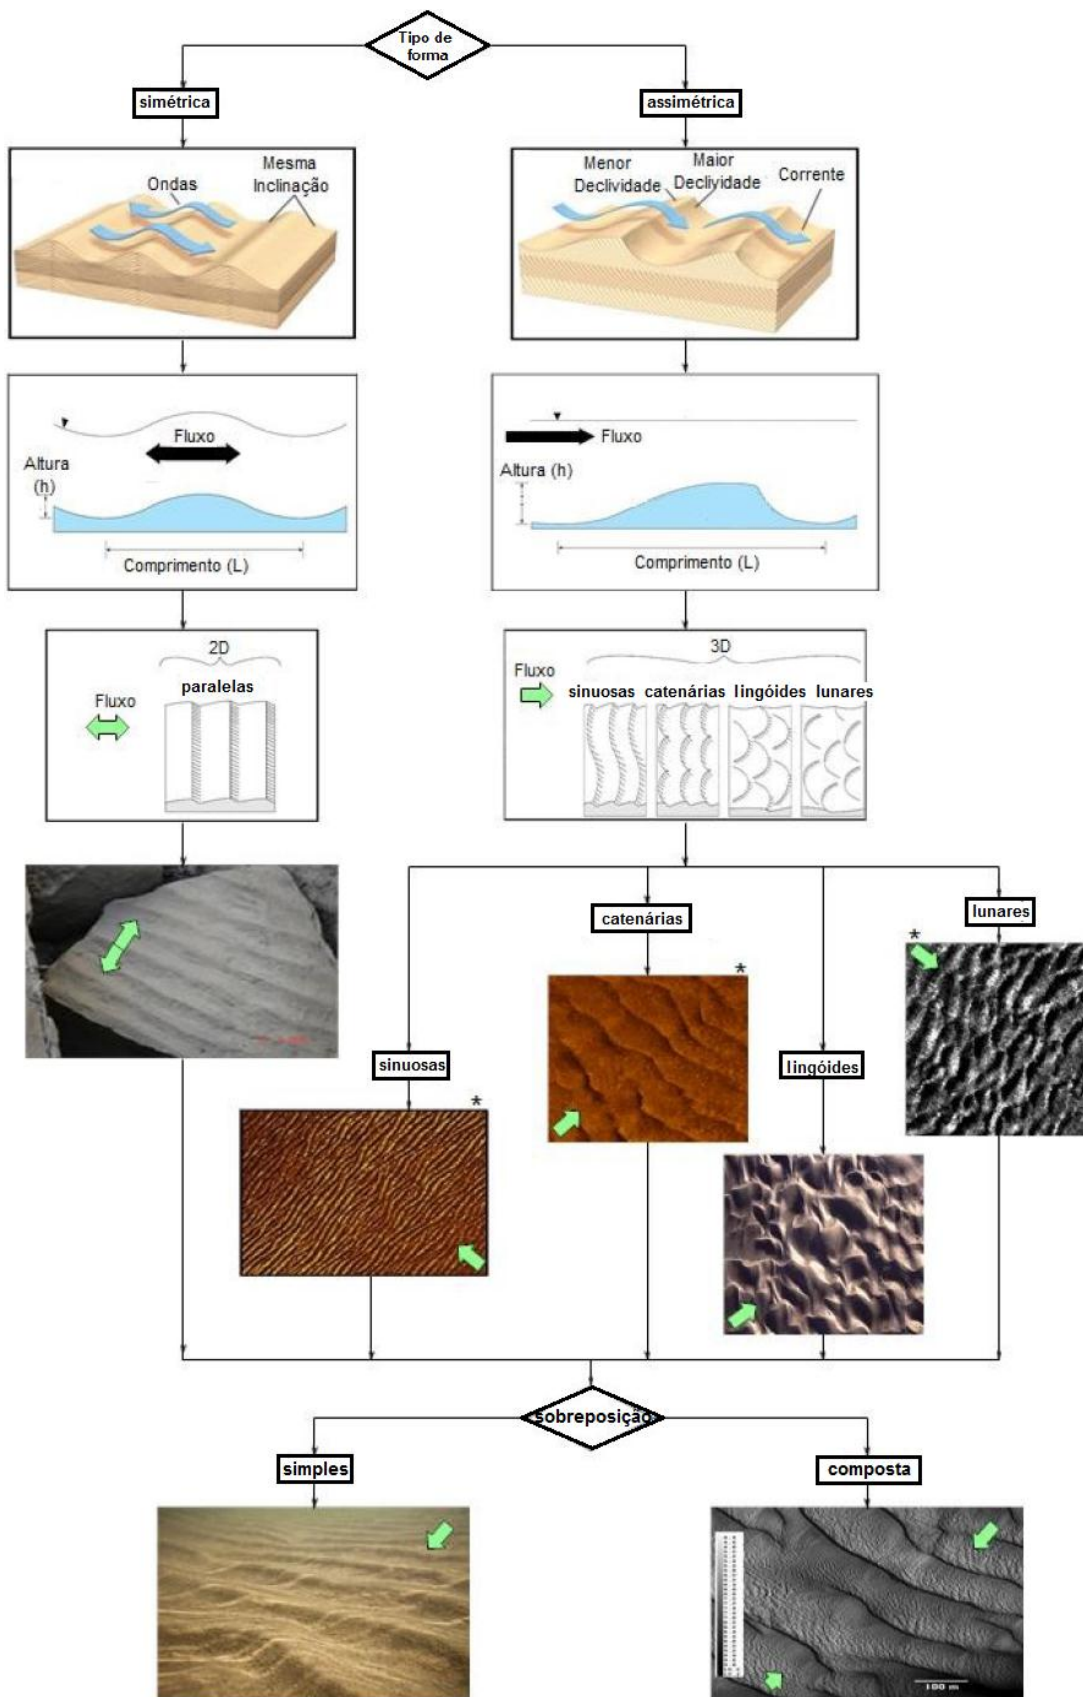 Tipo de
forma
simétrica
assimétrica
Mesma
Inclinação
Ondas
Menor
Declividade
Maior
Declividade
Corrente
Fluxo
Altura
(h)
Comprimento (L)
Fluxo
Altura (h)
Comprimento (L)
2D
paralelas
Fluxo
3D
Fluxo
sinuosas catenárias lingóides lunares
catenárias
lunares
*
*
sinuosas
lingóides
*
sobreposição
simples
composta
100 m